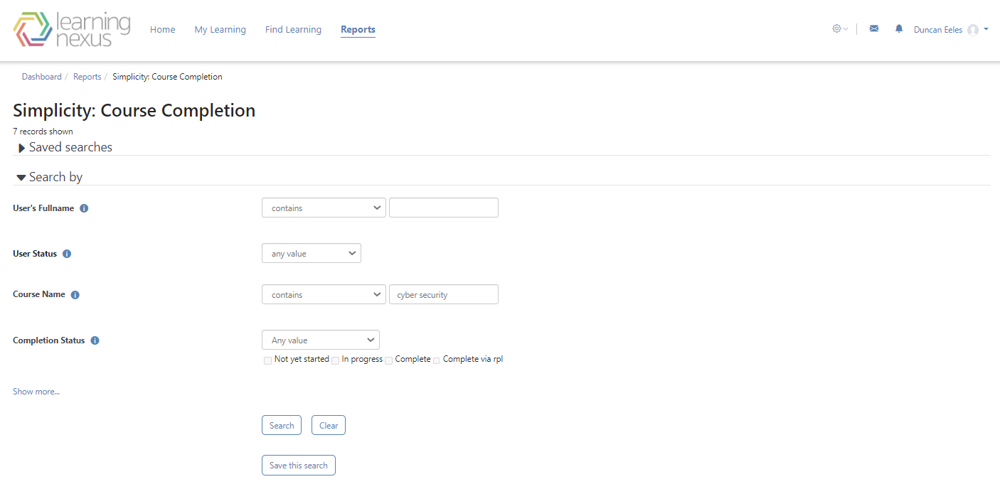 learning
nexus
Home My Learning Find Learning Reports
Duncan Eeles
Dashboard / Reports / Simplicity: Course Completion
Simplicity: Course Completion
7 records shown
Saved searches
Search by
User's Fullname contains
User Status any value
Course Name contains cyber security
Completion Status Any value
Not yet started In progress Complete Complete via rpl
Show more...
Search Clear
Save this search